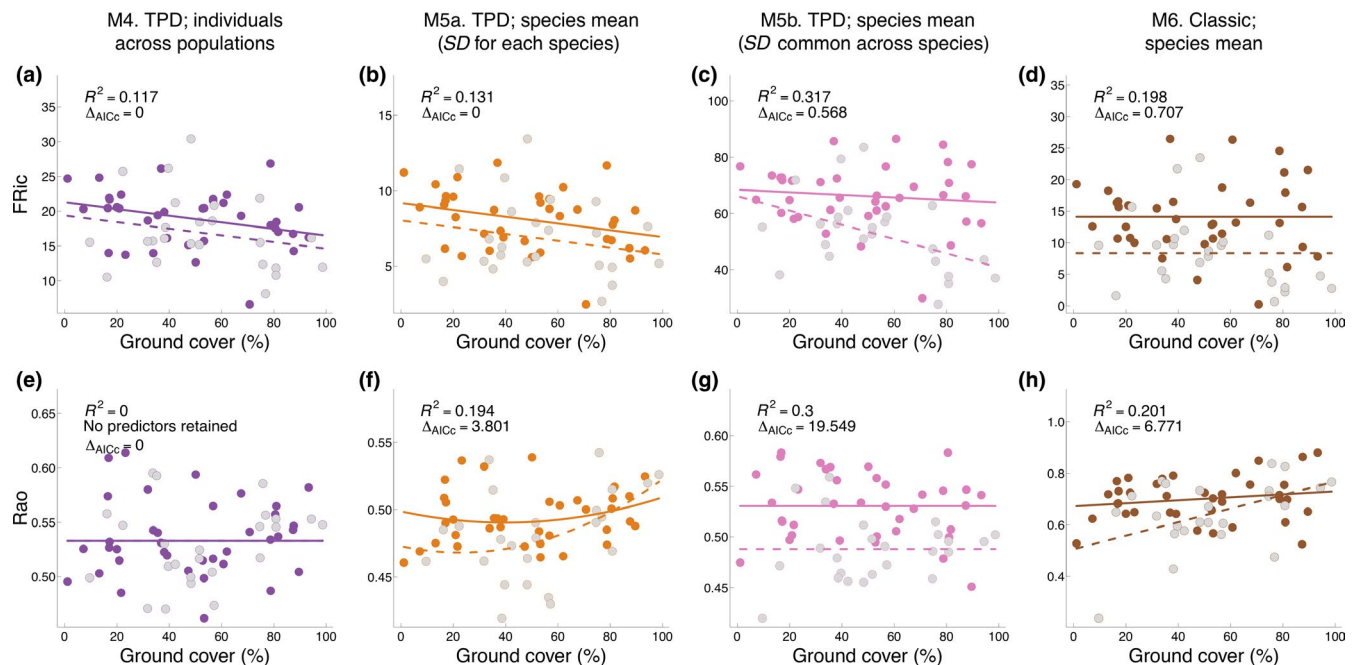 M4. TPD; individuals
across populations
M5a. TPD; species mean
(SD for each species)
M5b. TPD; species mean
(SD common across species)
M6. Classic;
species mean
(a)
R² = 0.117
ΔAICc = 0
35
30
25
20
15
10
FRic
0 20 40 60 80 100
Ground cover (%)
(b)
R² = 0.131
ΔAICc = 0
15
10
5
0 20 40 60 80 100
Ground cover (%)
(c)
R² = 0.317
ΔAICc = 0.568
100
80
60
40
0 20 40 60 80 100
Ground cover (%)
(d)
R² = 0.198
ΔAICc = 0.707
35
30
25
20
15
10
5
0
0 20 40 60 80 100
Ground cover (%)
(e)
R² = 0
No predictors retained
ΔAICc = 0
0.65
0.60
0.55
0.50
Rao
0 20 40 60 80 100
Ground cover (%)
(f)
R² = 0.194
ΔAICc = 3.801
0.55
0.50
0.45
0 20 40 60 80 100
Ground cover (%)
(g)
R² = 0.3
ΔAICc = 19.549
0.60
0.55
0.50
0.45
0 20 40 60 80 100
Ground cover (%)
(h)
R² = 0.201
ΔAICc = 6.771
1.0
0.8
0.6
0.4
0 20 40 60 80 100
Ground cover (%)